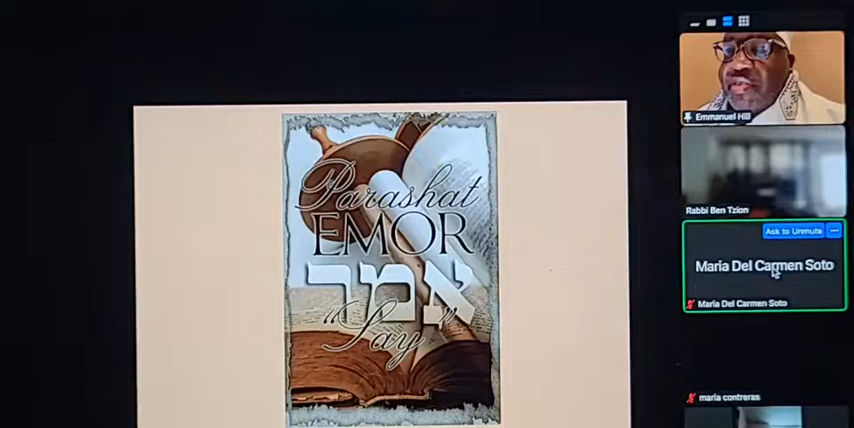 Parashat
EMOR
אמר
"Say"
Emmanuel Hill
Rabbi Ben Tzion
Ask to Unmute
Maria Del Carmen Soto
Maria Del Carmen Soto
maria contreras